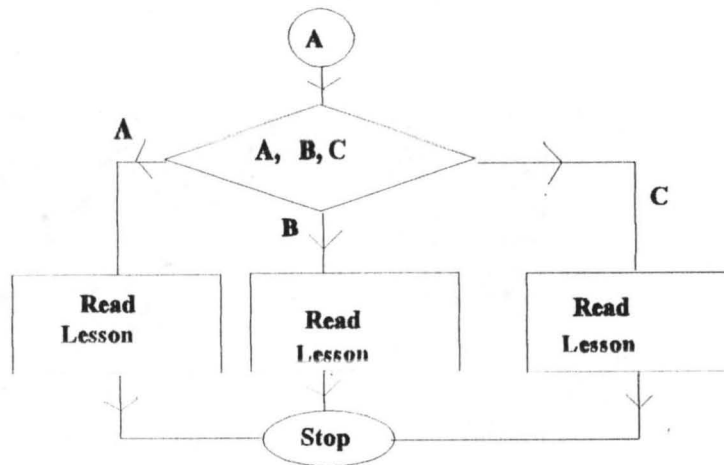 A
A
A, B, C
C
B
Read
Lesson
Read
Lesson
Read
Lesson
Stop